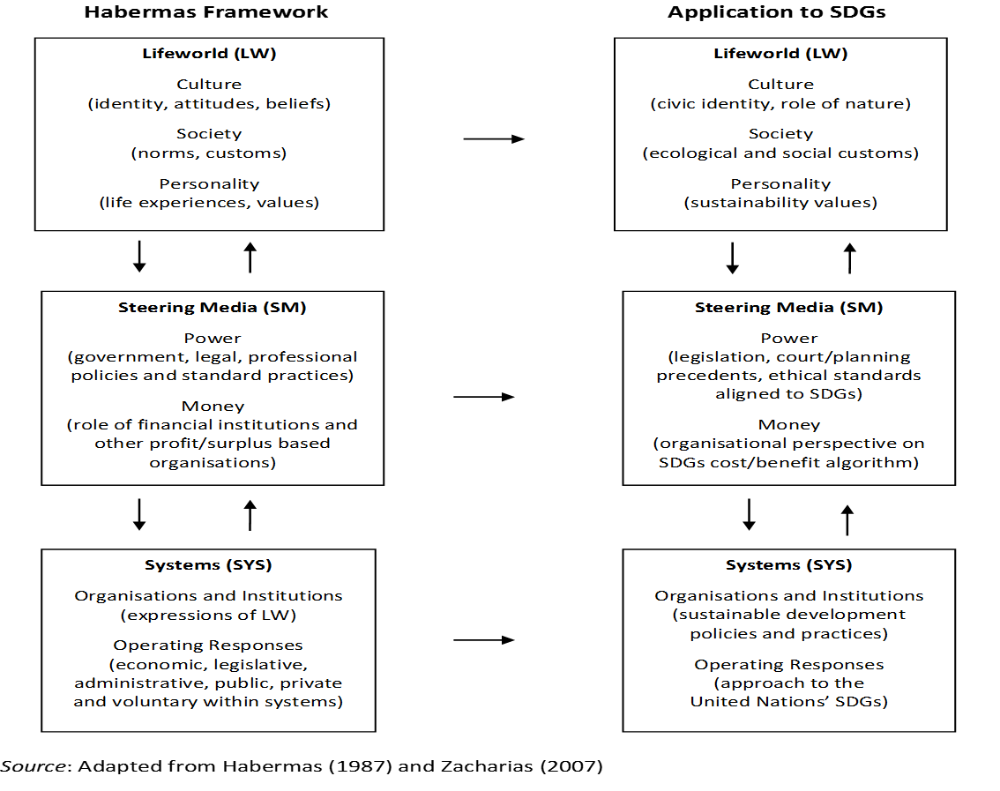 Habermas Framework
Lifeworld (LW)
Culture
(identity, attitudes, beliefs)
Society
(norms, customs)
Personality
(life experiences, values)
Steering Media (SM)
Power
(government, legal, professional
policies and standard practices)
Money
(role of financial institutions and
other profit/surplus based
organisations)
Systems (SYS)
Organisations and Institutions
(expressions of LW)
Operating Responses
(economic, legislative,
administrative, public, private
and voluntary within systems)
Application to SDGs
Lifeworld (LW)
Culture
(civic identity, role of nature)
Society
(ecological and social customs)
Personality
(sustainability values)
Steering Media (SM)
Power
(legislation, court/planning
precedents, ethical standards
aligned to SDGs)
Money
(organisational perspective on
SDGs cost/benefit algorithm)
Systems (SYS)
Organisations and Institutions
(sustainable development
policies and practices)
Operating Responses
(approach to the
United Nations’ SDGs)
Source: Adapted from Habermas (1987) and Zacharias (2007)